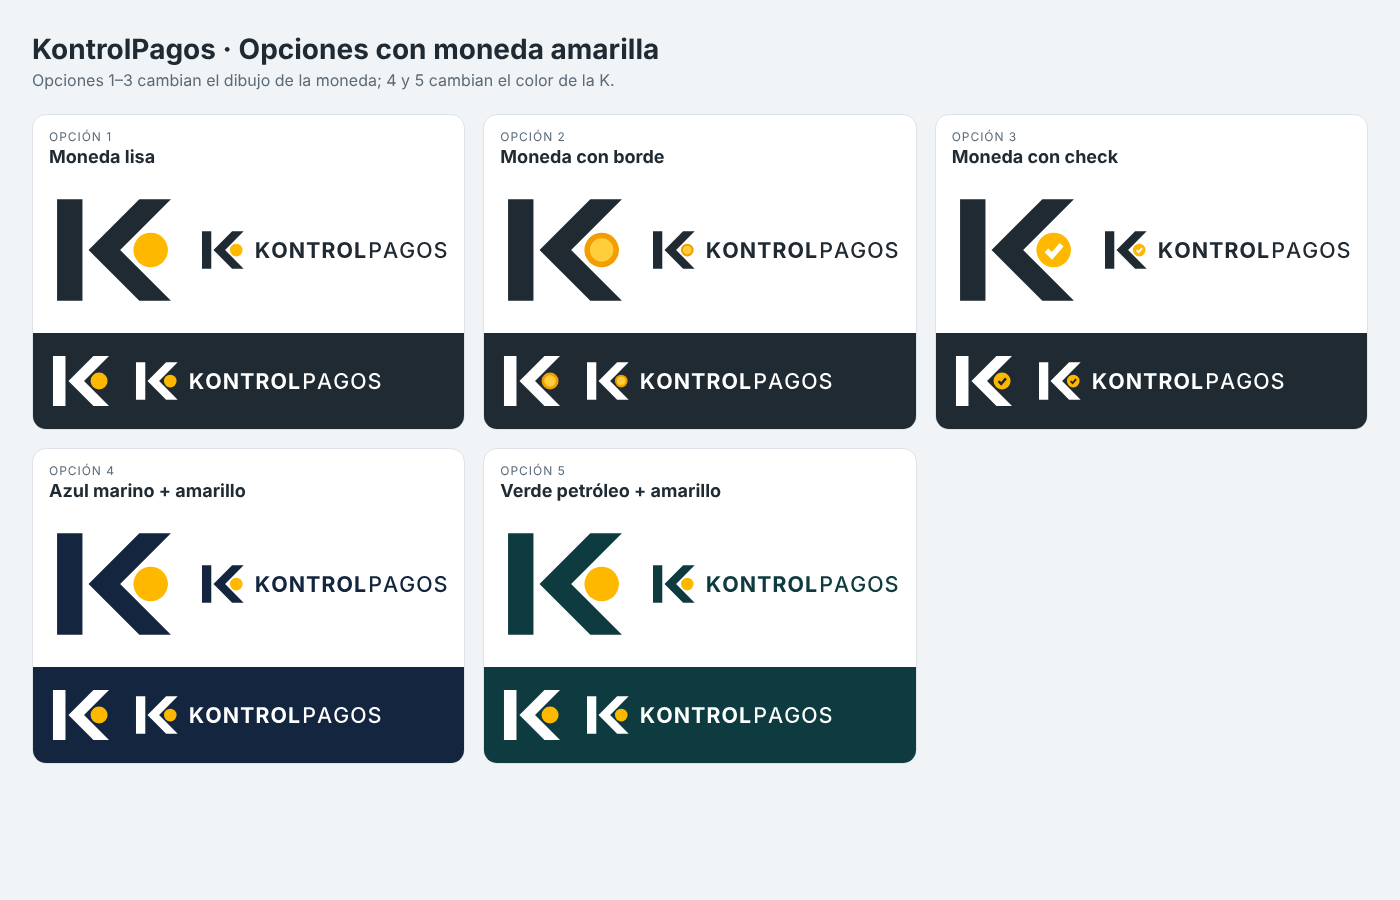 KontrolPagos · Opciones con moneda amarilla
Opciones 1–3 cambian el dibujo de la moneda; 4 y 5 cambian el color de la K.
OPCIÓN 1
Moneda lisa
KONTROLPAGOS
KONTROLPAGOS
OPCIÓN 2
Moneda con borde
KONTROLPAGOS
KONTROLPAGOS
OPCIÓN 3
Moneda con check
KONTROLPAGOS
KONTROLPAGOS
OPCIÓN 4
Azul marino + amarillo
KONTROLPAGOS
KONTROLPAGOS
OPCIÓN 5
Verde petróleo + amarillo
KONTROLPAGOS
KONTROLPAGOS